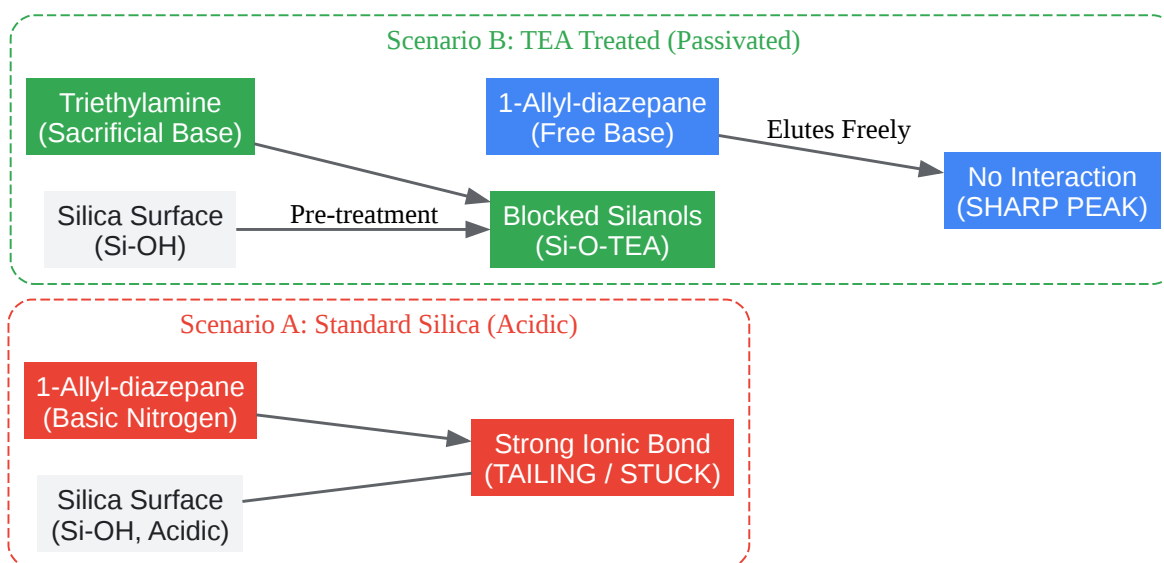 Scenario B: TEA Treated (Passivated)
Triethylamine
(Sacrificial Base)
1-Allyl-diazepane
(Free Base)
Elutes Freely
No Interaction
(SHARP PEAK)
Silica Surface
(Si-OH)
Pre-treatment
Blocked Silanols
(Si-O-TEA)
Scenario A: Standard Silica (Acidic)
1-Allyl-diazepane
(Basic Nitrogen)
Strong Ionic Bond
(TAILING / STUCK)
Silica Surface
(Si-OH, Acidic)